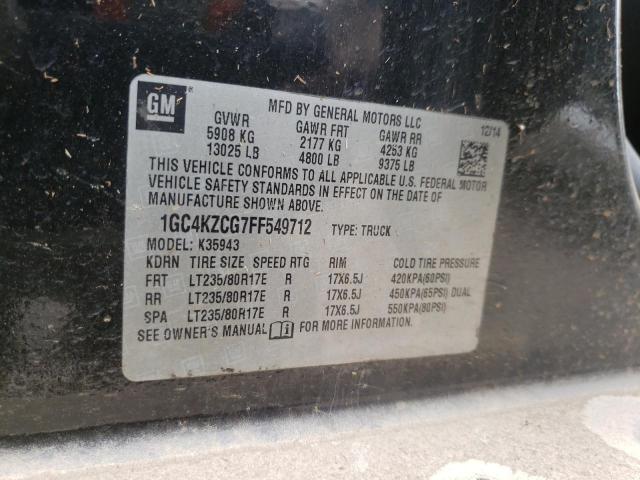 GM
MFD BY GENERAL MOTORS LLC
12/14
GVWR GAWR FRT GAWR RR
5908 KG 2177 KG 4253 KG
13025 LB 4800 LB 9375 LB
THIS VEHICLE CONFORMS TO ALL APPLICABLE U.S. FEDERAL MOTOR
VEHICLE SAFETY STANDARDS IN EFFECT ON THE DATE OF
MANUFACTURE SHOWN ABOVE.
1GC4KZCG7FF549712 TYPE: TRUCK
MODEL: K35943
KDRN TIRE SIZE SPEED RTG RIM COLD TIRE PRESSURE
FRT LT235/80R17E R 17X6.5J 420KPA(60PSI)
RR LT235/80R17E R 17X6.5J 450KPA(65PSI) DUAL
SPA LT235/80R17E R 17X6.5J 550KPA(80PSI)
SEE OWNER'S MANUAL FOR MORE INFORMATION.